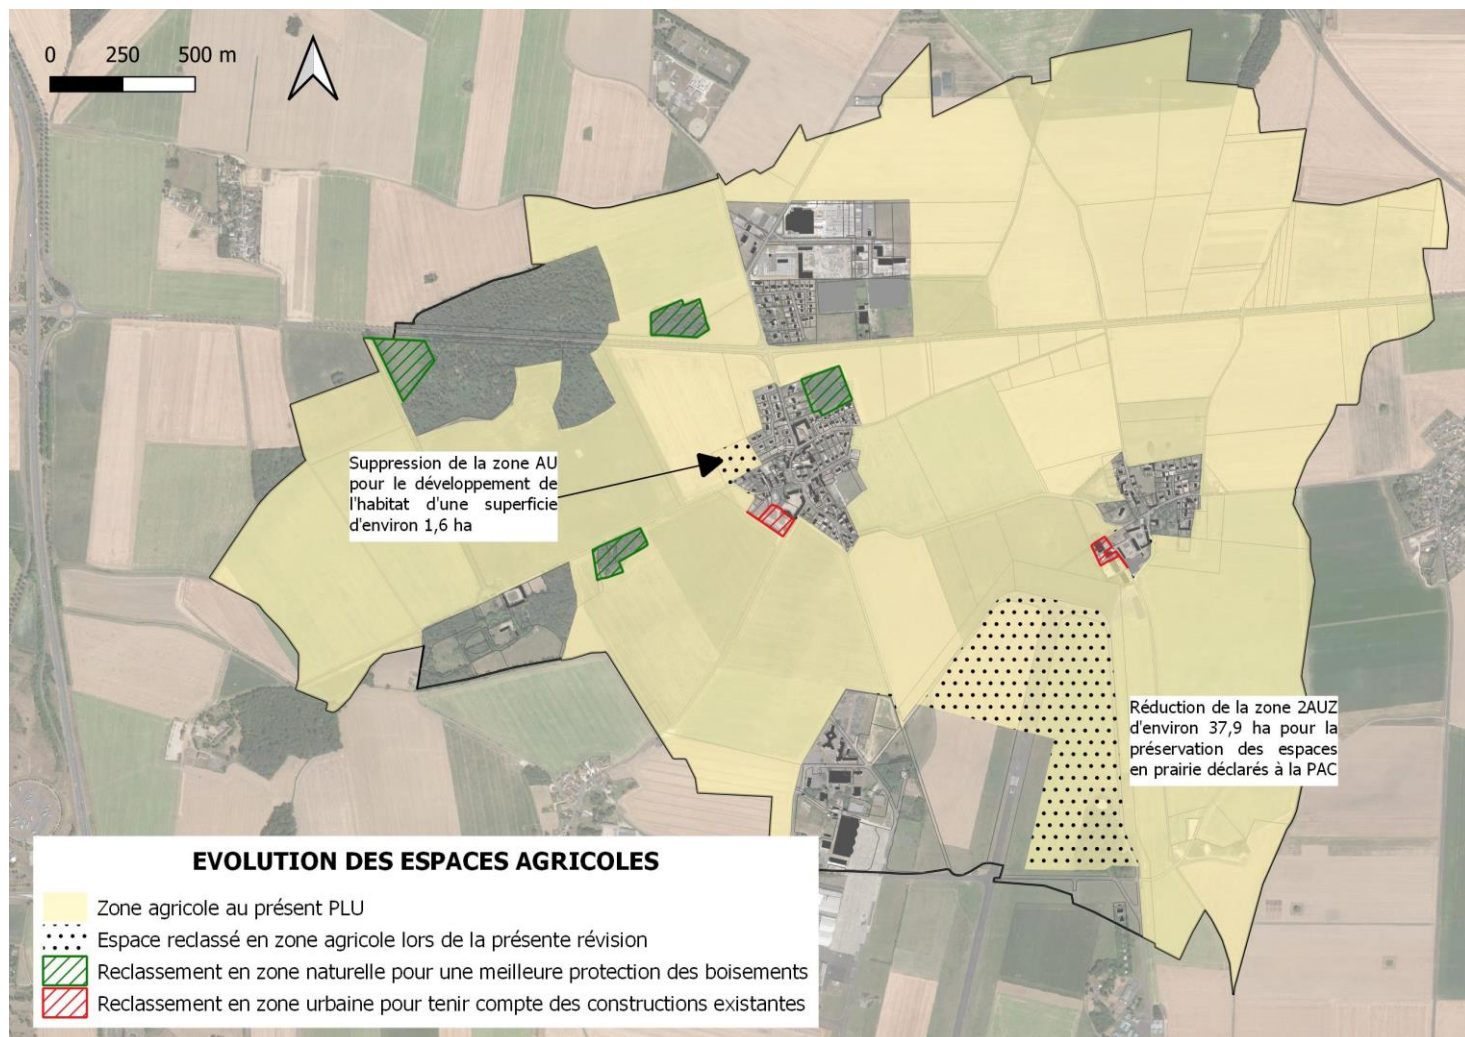 0 250 500 m
Suppression de la zone AU
pour le développement de
l'habitat d'une superficie
d'environ 1,6 ha
Réduction de la zone 2AUZ
d'environ 37,9 ha pour la
préservation des espaces
en prairie déclarés à la PAC
EVOLUTION DES ESPACES AGRICOLES
Zone agricole au présent PLU
Espace reclassé en zone agricole lors de la présente révision
Reclassement en zone naturelle pour une meilleure protection des boisements
Reclassement en zone urbaine pour tenir compte des constructions existantes